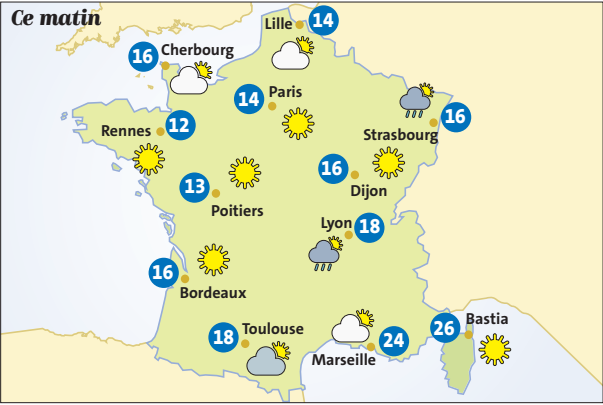 Ce matin
Lille 14
Cherbourg
16
Paris
14
Rennes 12
16
Strasbourg
16
Dijon
13
Poitiers
Lyon 18
16
Bordeaux
18 Toulouse
26 Bastia
24
Marseille